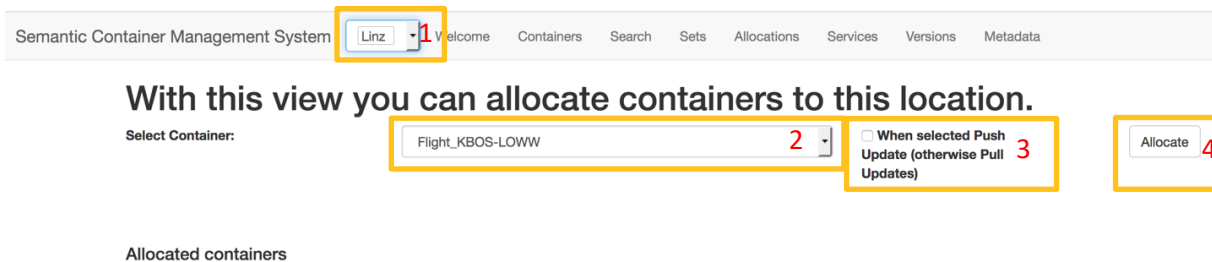 Semantic Container Management System Linz 1 Welcome Containers Search Sets Allocations Services Versions Metadata
With this view you can allocate containers to this location.
Select Container: Flight_KBOS-LOWW 2 When selected Push
Update (otherwise Pull 3
Updates)
Allocate 4
Allocated containers